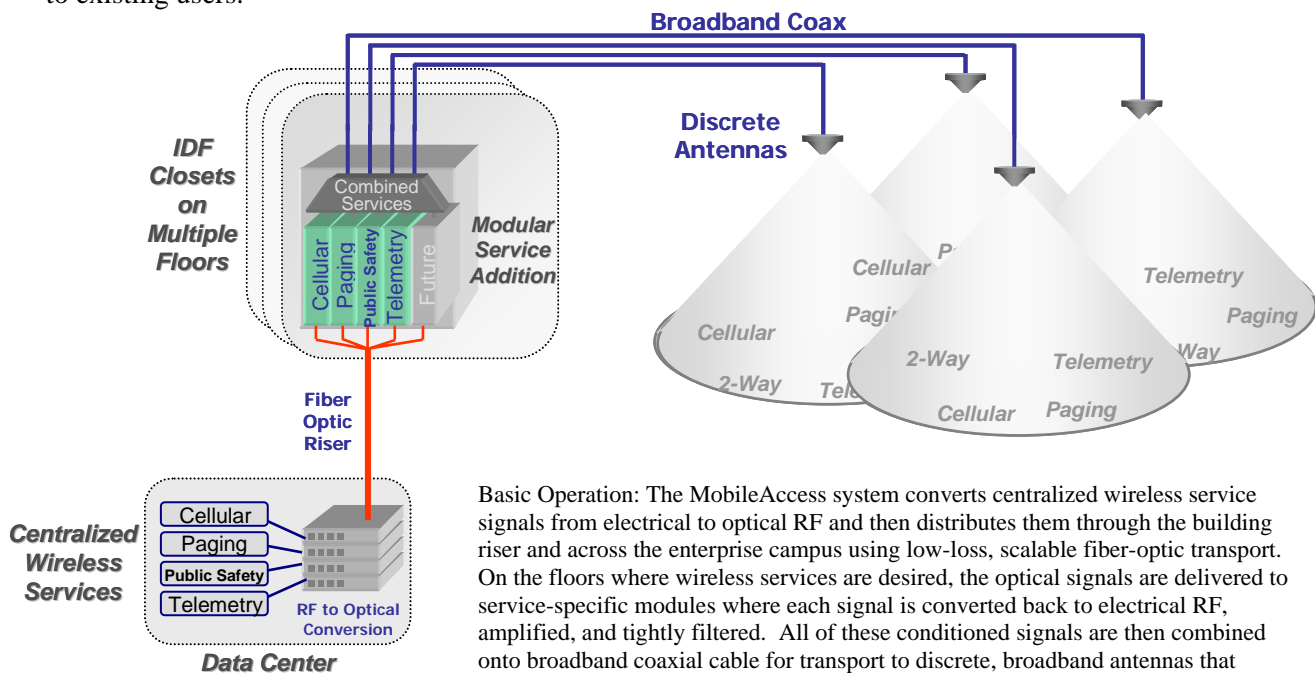 to existing users.
Broadband Coax
Discrete
Antennas
IDF
Closets
on
Multiple
Floors
Combined
Services
Cellular
Paging
Public Safety
Telemetry
Future
Modular
Service
Addition
Cellular
Telemetry
Paging
Cellular
Way
2-Way
2-Way
Telemetry
Cellular
Paging
Fiber
Optic
Riser
Centralized
Wireless
Services
Cellular
Paging
Public Safety
Telemetry
RF to Optical
Conversion
Data Center
Basic Operation: The MobileAccess system converts centralized wireless service
signals from electrical to optical RF and then distributes them through the building
riser and across the enterprise campus using low-loss, scalable fiber-optic transport.
On the floors where wireless services are desired, the optical signals are delivered to
service-specific modules where each signal is converted back to electrical RF,
amplified, and tightly filtered.  All of these conditioned signals are then combined
onto broadband coaxial cable for transport to discrete, broadband antennas that